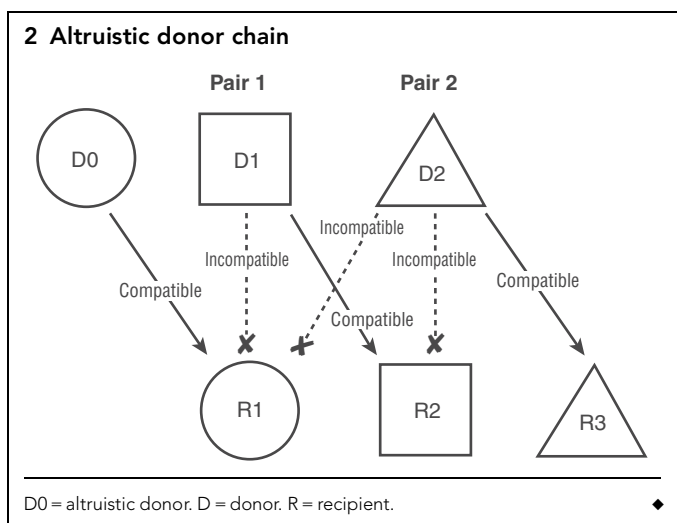 2 Altruistic donor chain
Pair 1 Pair 2
D0 D1 D2
Incompatible
Incompatible Incompatible
Compatible Compatible
Compatible
R1 R2 R3
D0 = altruistic donor. D = donor. R = recipient.